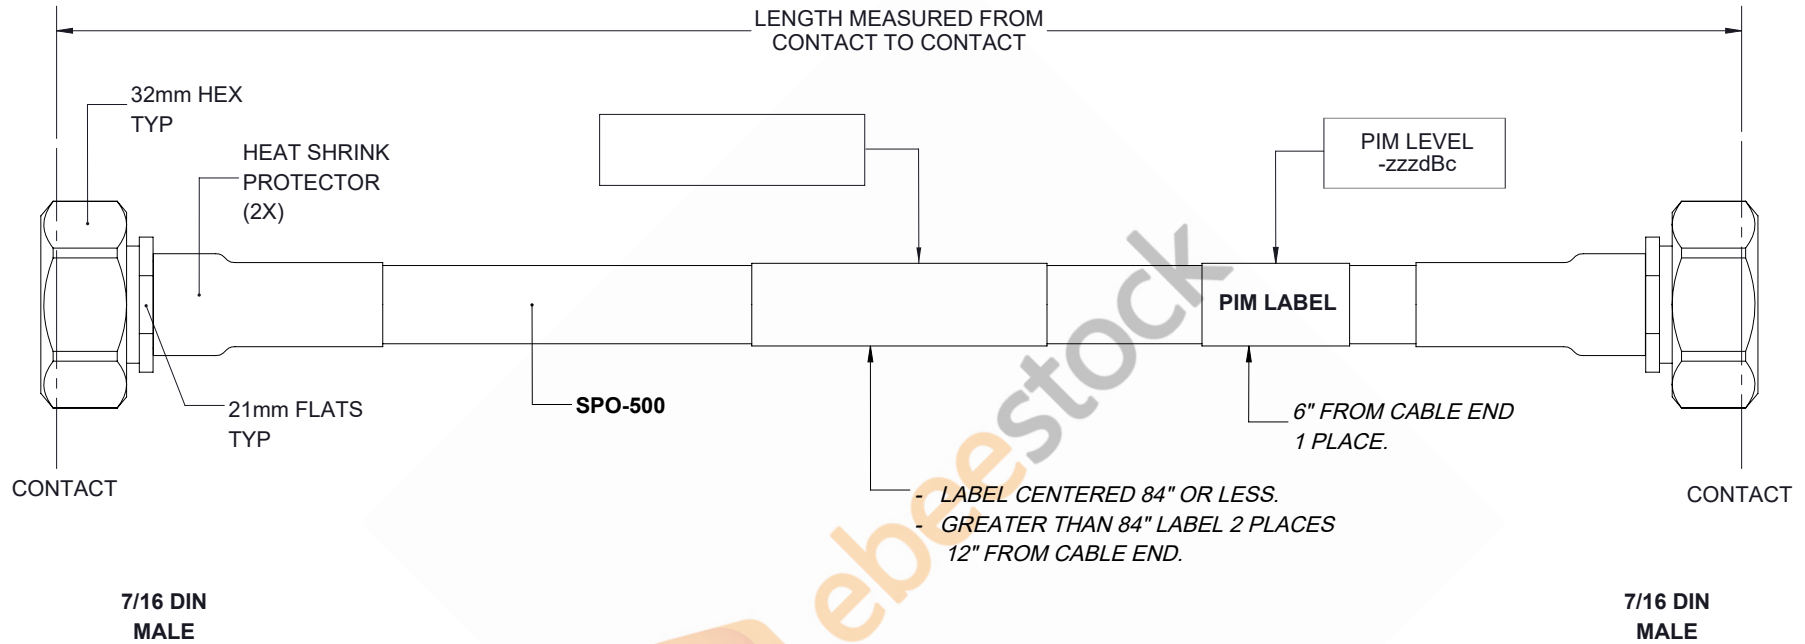 LENGTH MEASURED FROM
CONTACT TO CONTACT
32mm HEX
TYP
HEAT SHRINK
PROTECTOR
(2X)
PIM LEVEL
-zzzdBc
PIM LABEL
21mm FLATS
TYP
SPO-500
6" FROM CABLE END
1 PLACE.
CONTACT
- LABEL CENTERED 84" OR LESS.
- GREATER THAN 84" LABEL 2 PLACES
12" FROM CABLE END.
CONTACT
7/16 DIN
MALE
7/16 DIN
MALE
ebeestock